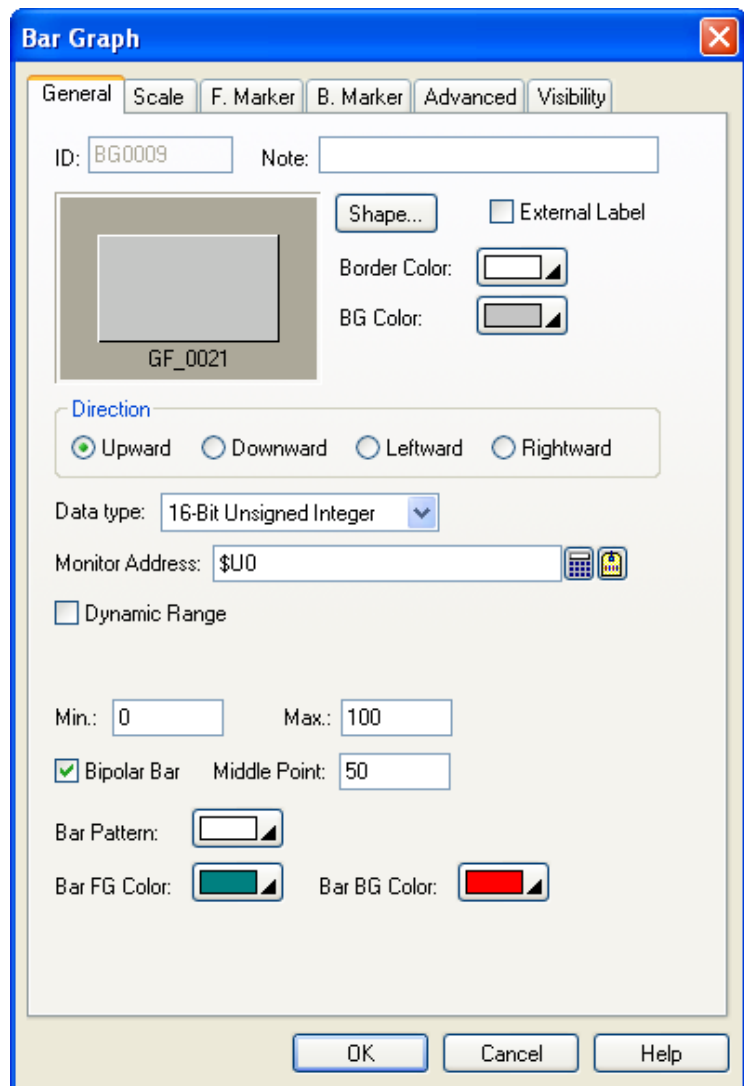 Bar Graph
General Scale F. Marker B. Marker Advanced Visibility
ID: BG0009 Note:
Shape... External Label
Border Color:
BG Color:
GF_0021
Direction
Upward Downward Leftward Rightward
Data type: 16-Bit Unsigned Integer
Monitor Address: $U0
Dynamic Range
Min.: 0 Max.: 100
Bipolar Bar Middle Point: 50
Bar Pattern:
Bar FG Color: Bar BG Color:
OK Cancel Help